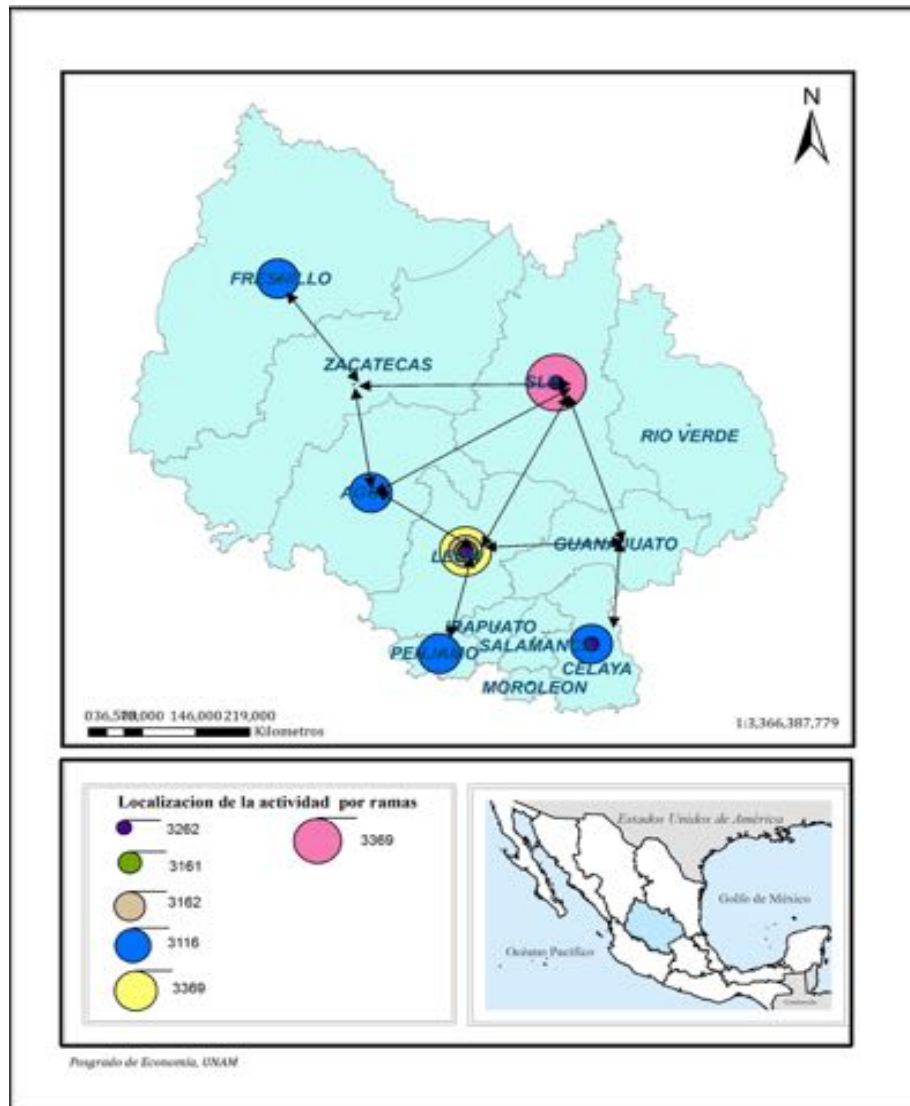 N
FRESNILLO
ZACATECAS
SLP
RIO VERDE
GUANAJUATO
IRAPUATO
PENJAMO
SALAMANCA
CELAYA
MOROLEON
146,000 219,000
Kilometros
1:3,366,387,779
Localizacion de la actividad por ramas
3262
3369
3161
3162
3116
3369
Estados Unidos de América
Golfo de México
Océano Pacífico
Posgrado de Economía, UNAM